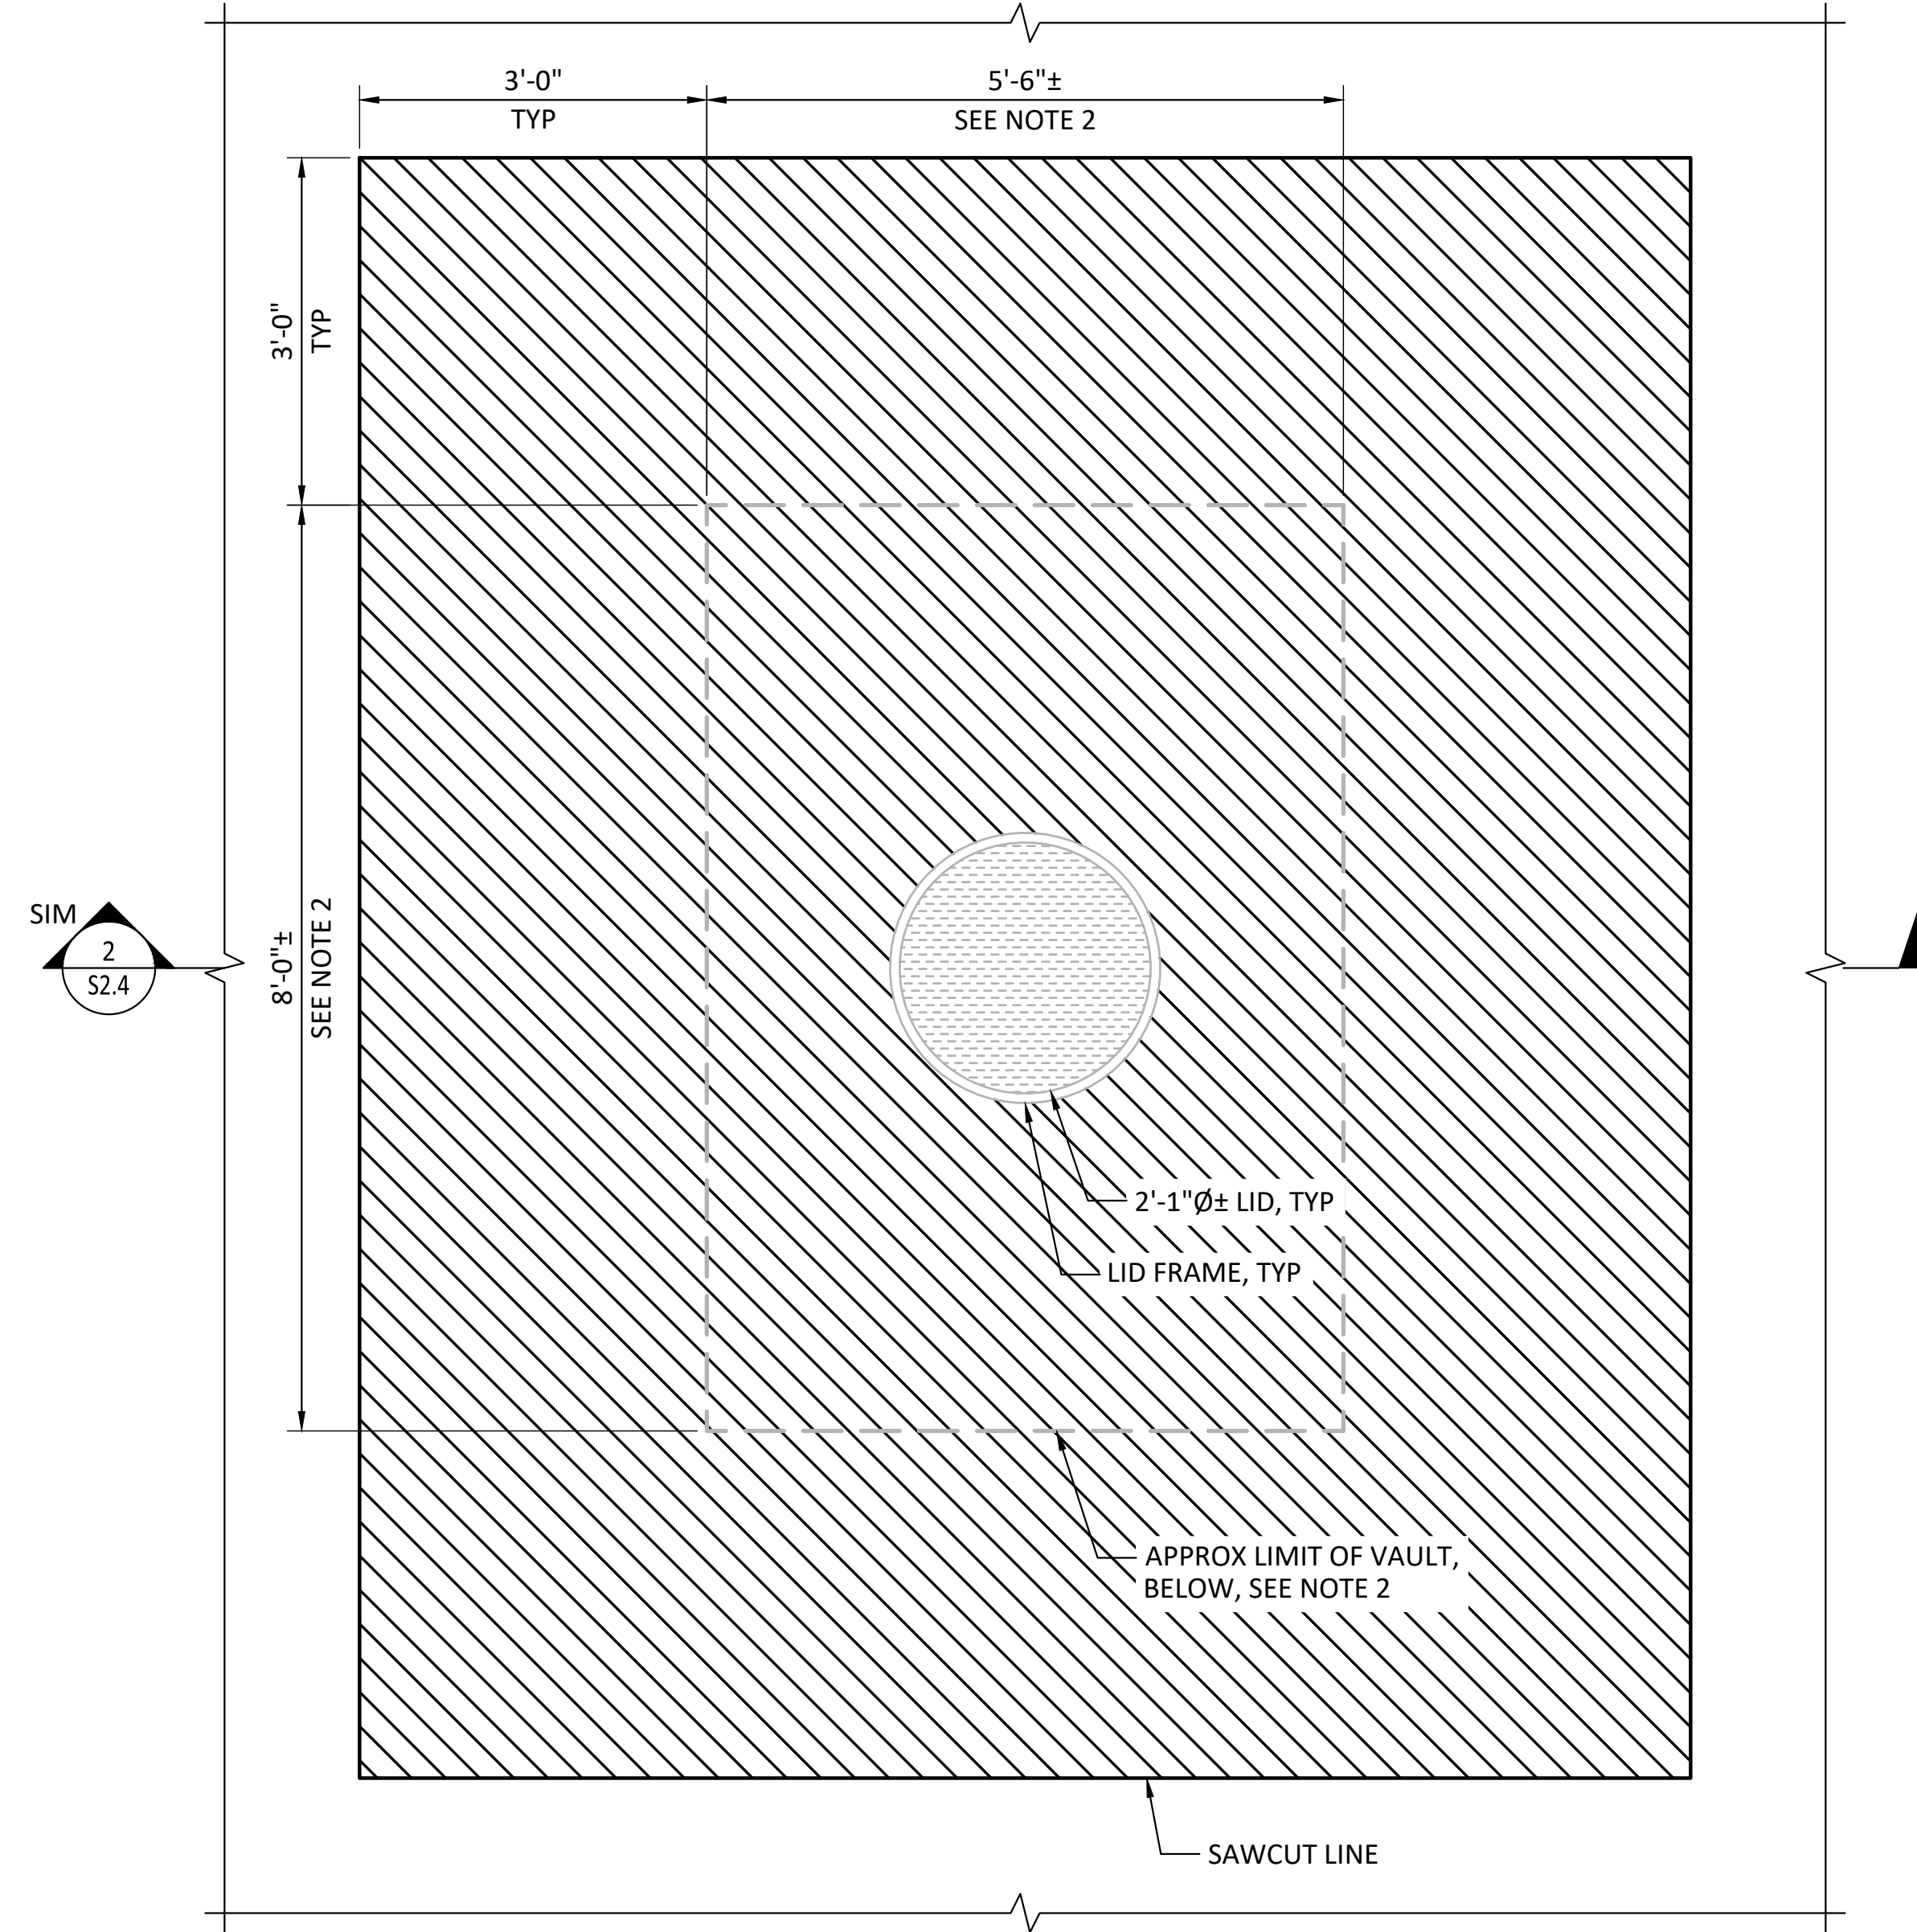 3'-0"
TYP
5'-6"±
SEE NOTE 2
3'-0"
TYP
8'-0"±
SEE NOTE 2
SIM
2
S2.4
2'-1"Ø± LID, TYP
LID FRAME, TYP
APPROX LIMIT OF VAULT,
BELOW, SEE NOTE 2
SAWCUT LINE